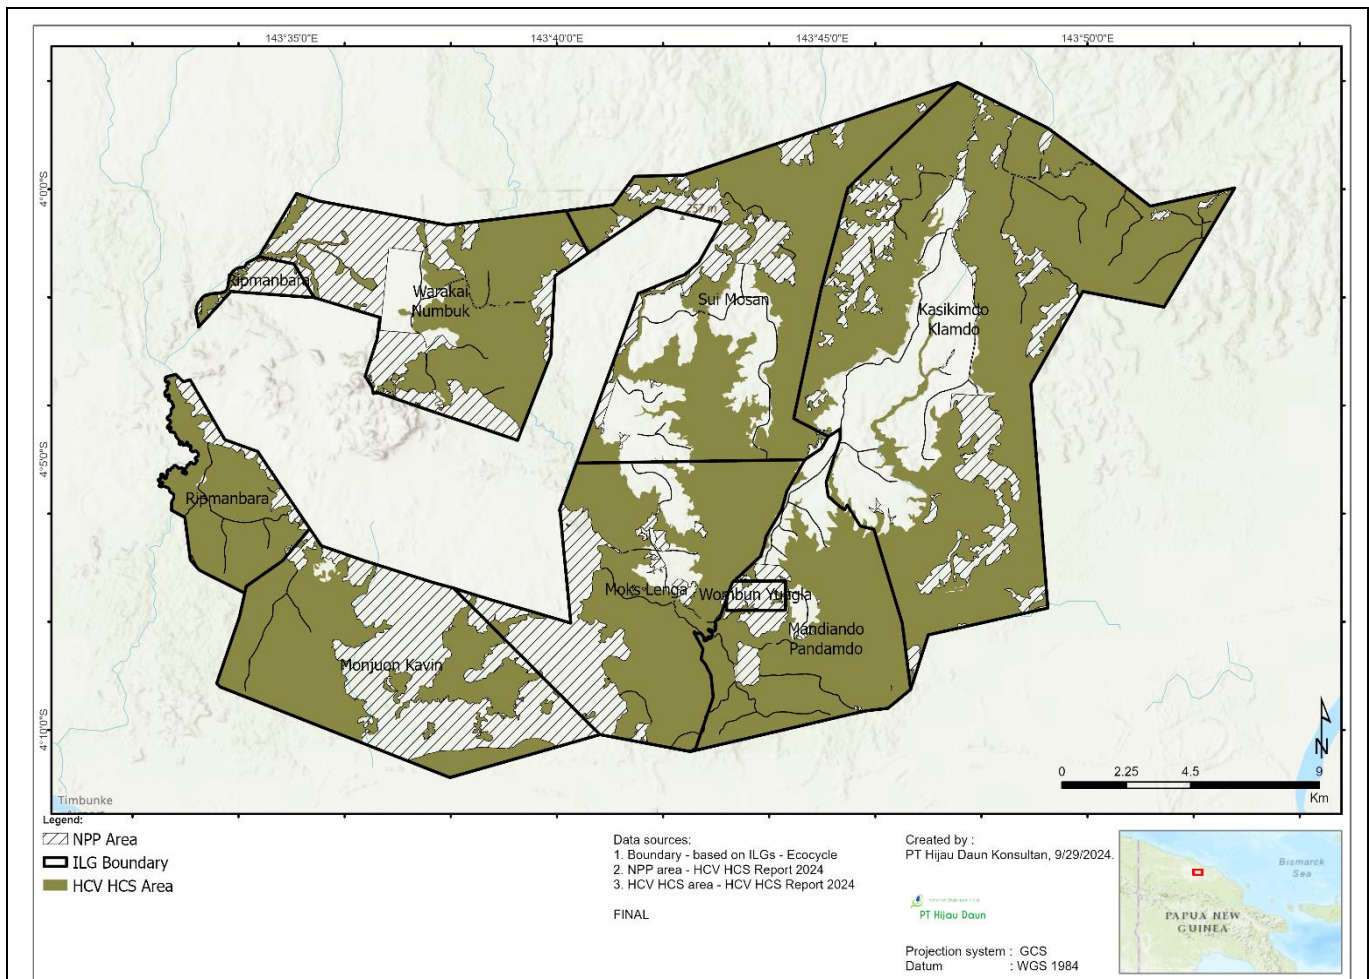 143°35'0"E
143°40'0"E
143°45'0"E
143°50'0"E
4°0'0"S
4°5'0"S
4°10'0"S
257 m
Ripmanbara
Warakai
Numbuk
Sui Mosan
Kasikimdo
Klamdo
Ripmanbara
Moks Lenga
Wombun Yungla
Mandiando
Pandamdo
Monjuon Kavin
N
0 2.25 4.5 9
Km
Timbunke
Legend:
NPP Area
ILG Boundary
HCV HCS Area
Data sources:
1. Boundary - based on ILGs - Ecocycle
2. NPP area - HCV HCS Report 2024
3. HCV HCS area - HCV HCS Report 2024
FINAL
Created by :
PT Hijau Daun Konsultan, 9/29/2024.
PT Hijau Daun
Projection system : GCS
Datum : WGS 1984
Bismarck
Sea
PAPUA NEW
GUINEA